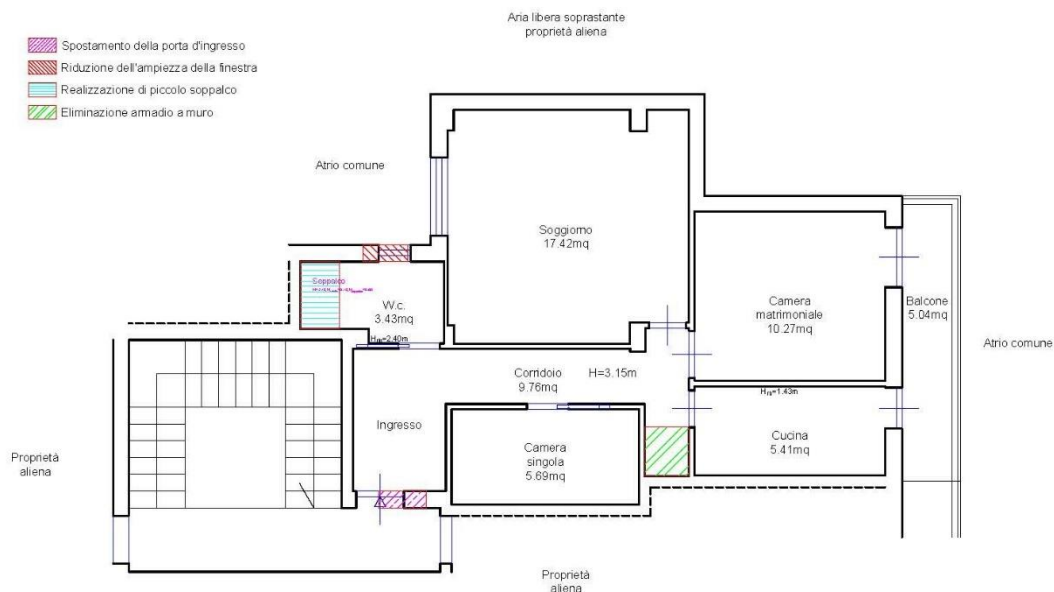 Aria libera soprastante
proprietà aliena
Spostamento della porta d'ingresso
Riduzione dell'ampiezza della finestra
Realizzazione di piccolo soppalco
Eliminazione armadio a muro
Atrio comune
Soggiorno
17.42mq
Soppalco
W.c.
3.43mq
H=2.40m
Camera
matrimoniale
10.27mq
Balcone
5.04mq
Atrio comune
Corridoio
9.76mq
H=3.15m
H=1.43m
Ingresso
Camera
singola
5.69mq
Cucina
5.41mq
Proprietà
aliena
Proprietà
aliena